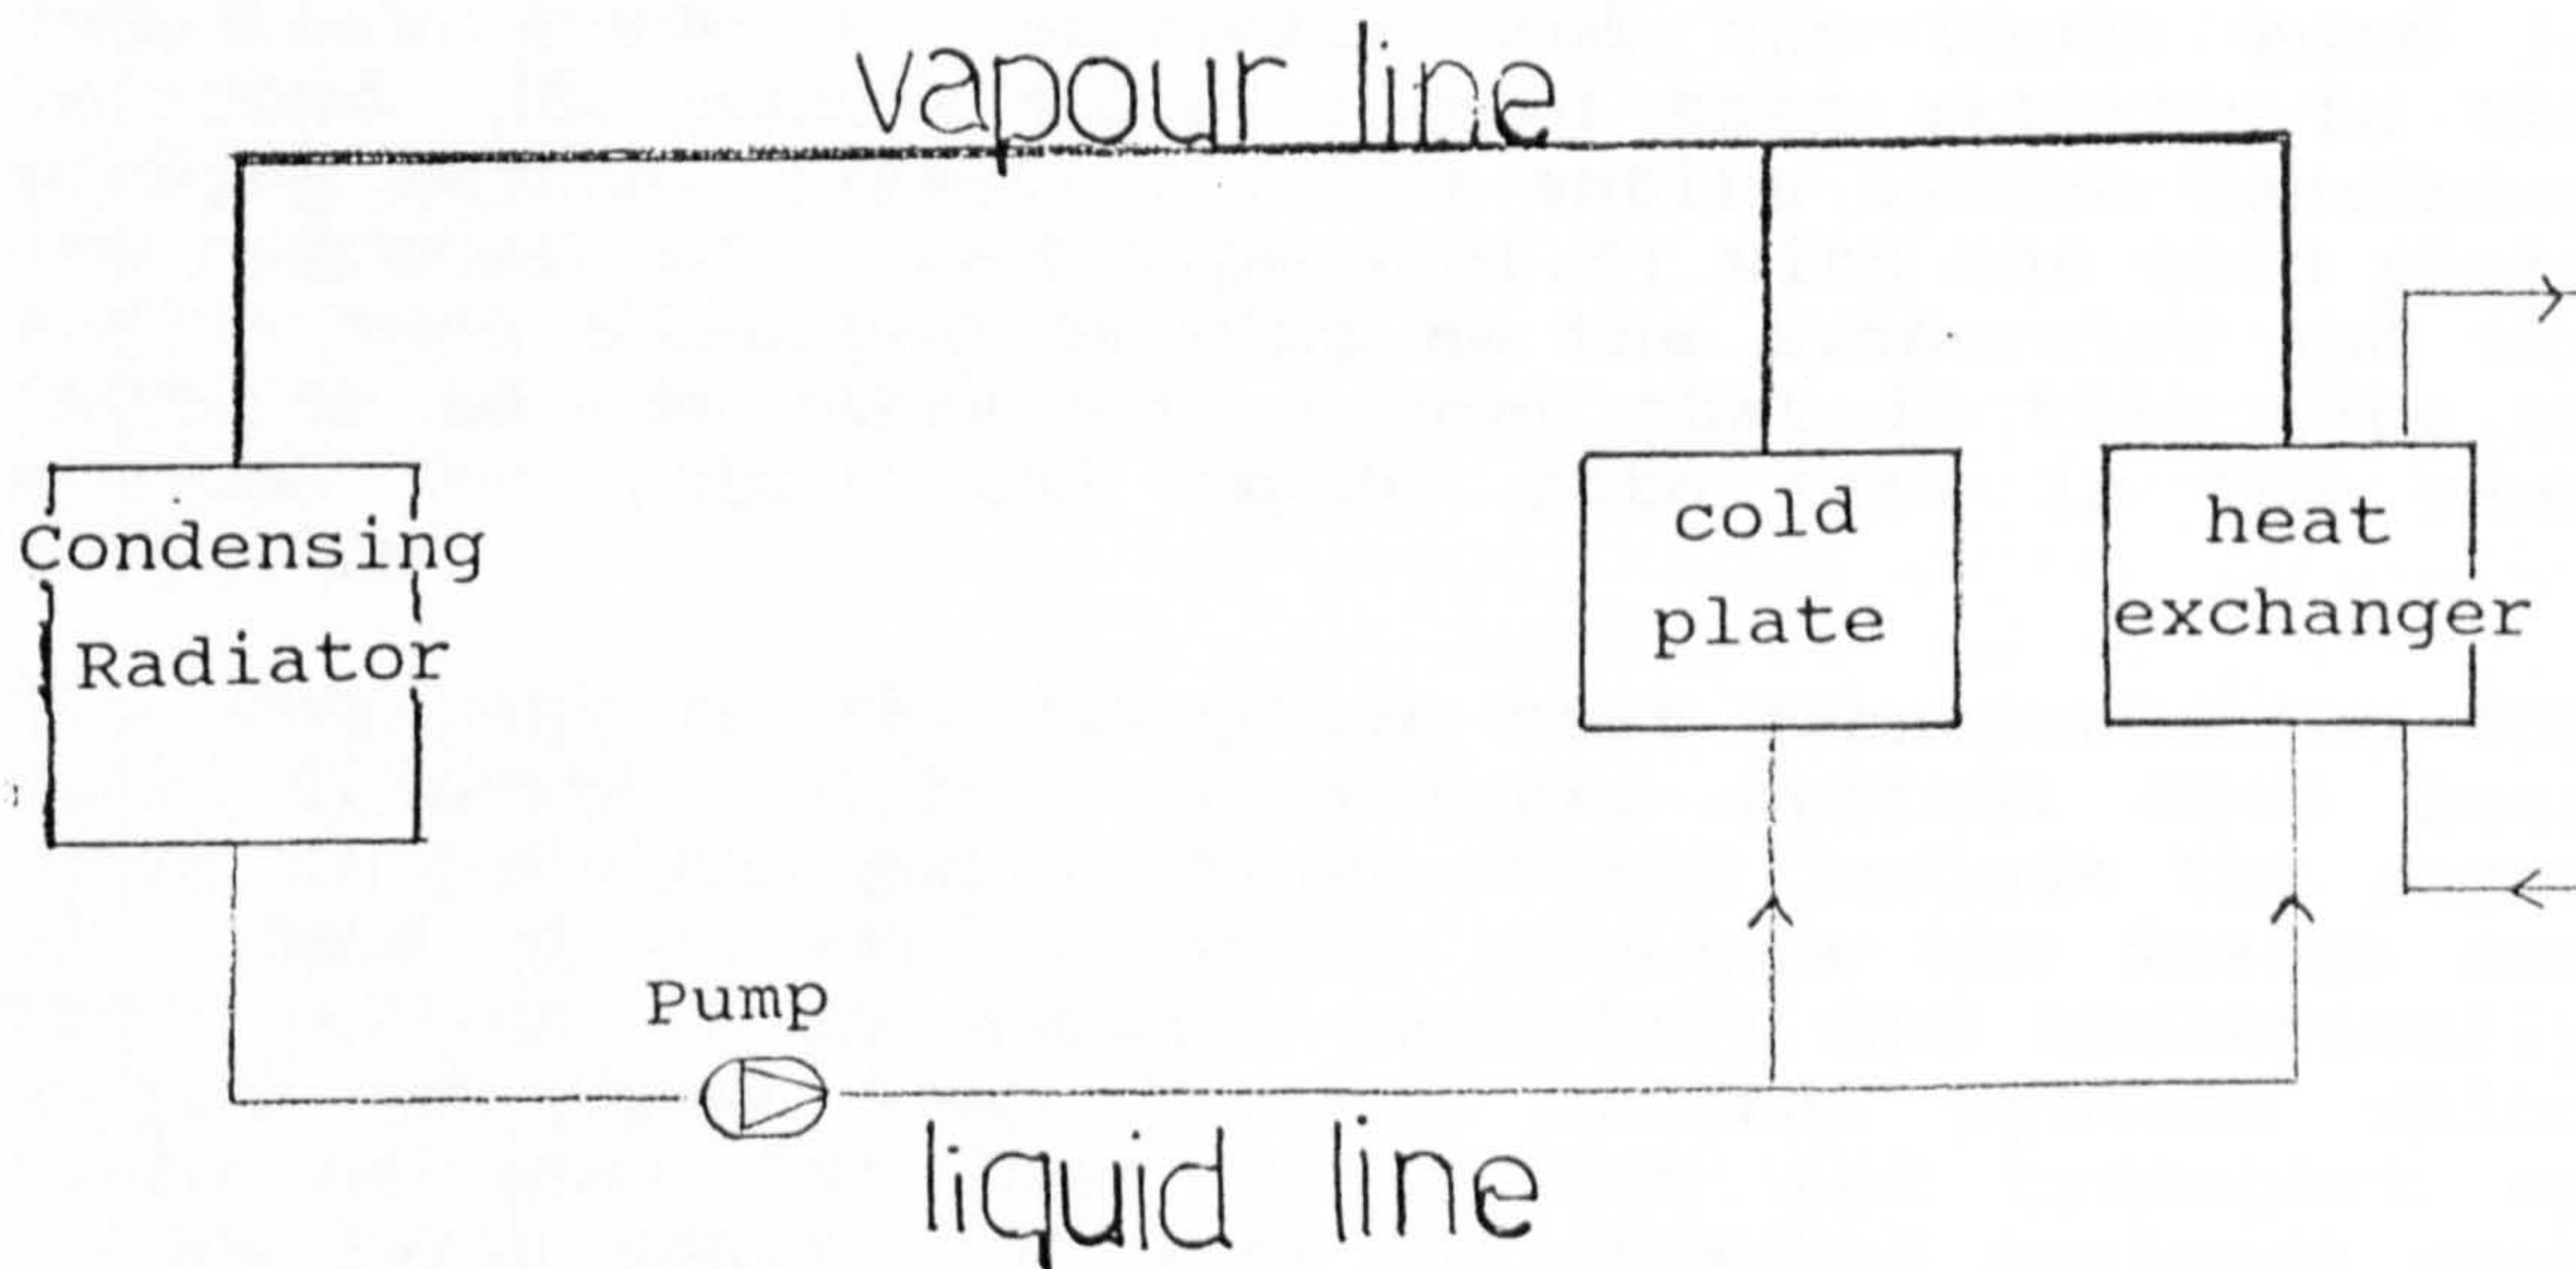 vapour line
Condensing
Radiator
cold
plate
heat
exchanger
Pump
liquid line